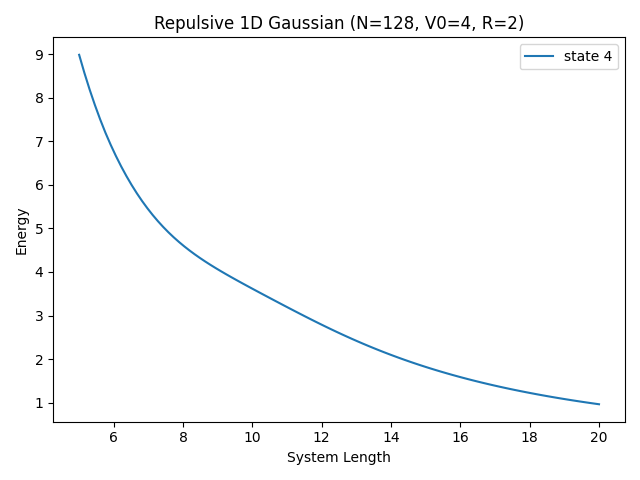 Repulsive 1D Gaussian (N=128, V0=4, R=2)
state 4
9
8
7
6
5
4
3
2
1
Energy
6 8 10 12 14 16 18 20
System Length